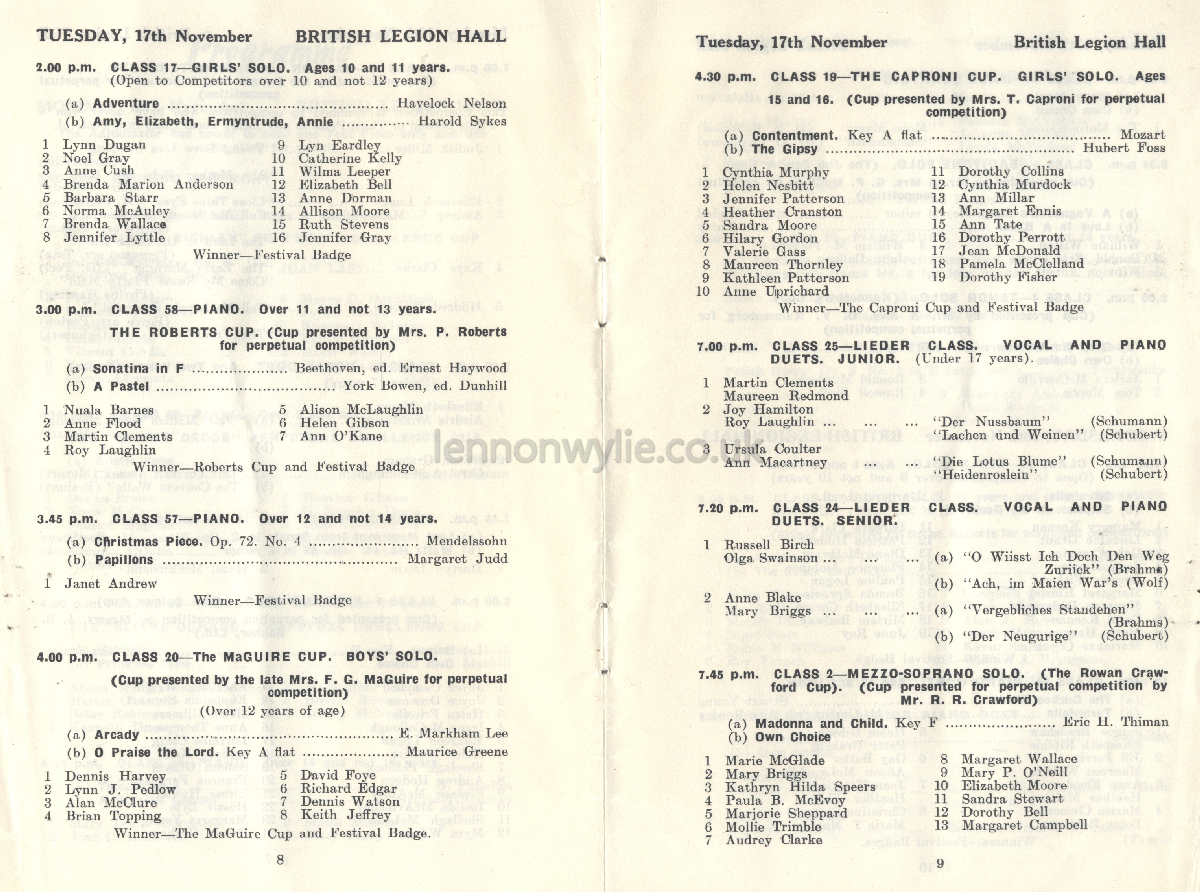 TUESDAY, 17th November BRITISH LEGION HALL
2.00 p.m. CLASS 17—GIRLS' SOLO. Ages 10 and 11 years.
(Open to Competitors over 10 and not 12 years)
(a) Adventure ........................................ Havelock Nelson
(b) Amy, Elizabeth, Ermyntrude, Annie ............... Harold Sykes
1 Lynn Dugan 9 Lyn Eardley
2 Noel Gray 10 Catherine Kelly
3 Anne Cush 11 Wilma Leeper
4 Brenda Marion Anderson 12 Elizabeth Bell
5 Barbara Starr 13 Anne Dorman
6 Norma McAuley 14 Allison Moore
7 Brenda Wallace 15 Ruth Stevens
8 Jennifer Lyttle 16 Jennifer Gray
Winner—Festival Badge
3.00 p.m. CLASS 58—PIANO. Over 11 and not 13 years.
THE ROBERTS CUP. (Cup presented by Mrs. P. Roberts
for perpetual competition)
(a) Sonatina in F .................... Beethoven, ed. Ernest Haywood
(b) A Pastel .............................. York Bowen, ed. Dunhill
1 Nuala Barnes 5 Alison McLaughlin
2 Anne Flood 6 Helen Gibson
3 Martin Clements 7 Ann O'Kane
4 Roy Laughlin
Winner—Roberts Cup and Festival Badge
3.45 p.m. CLASS 57—PIANO. Over 12 and not 14 years.
(a) Christmas Piece. Op. 72. No. 4 .................... Mendelssohn
(b) Papillons ........................................ Margaret Judd
1 Janet Andrew
Winner—Festival Badge
4.00 p.m. CLASS 20—The MaGUIRE CUP. BOYS' SOLO.
(Cup presented by the late Mrs. F. G. MaGuire for perpetual
competition)
(Over 12 years of age)
(a) Arcady ........................................ E. Markham Lee
(b) O Praise the Lord. Key A flat .................... Maurice Greene
1 Dennis Harvey 5 David Foye
2 Lynn J. Pedlow 6 Richard Edgar
3 Alan McClure 7 Dennis Watson
4 Brian Topping 8 Keith Jeffrey
Winner—The MaGuire Cup and Festival Badge.
8
Tuesday, 17th November British Legion Hall
4.30 p.m. CLASS 19—THE CAPRONI CUP. GIRLS' SOLO. Ages
15 and 16. (Cup presented by Mrs. T. Caproni for perpetual
competition)
(a) Contentment. Key A flat .............................. Mozart
(b) The Gipsy ........................................ Hubert Foss
1 Cynthia Murphy 11 Dorothy Collins
2 Helen Nesbitt 12 Cynthia Murdock
3 Jennifer Patterson 13 Ann Millar
4 Heather Cranston 14 Margaret Ennis
5 Sandra Moore 15 Ann Tate
6 Hilary Gordon 16 Dorothy Perrott
7 Valerie Gass 17 Jean McDonald
8 Maureen Thornley 18 Pamela McClelland
9 Kathleen Patterson 19 Dorothy Fisher
10 Anne Uprichard
Winner—The Caproni Cup and Festival Badge
7.00 p.m. CLASS 25—LIEDER CLASS. VOCAL AND PIANO
DUETS. JUNIOR. (Under 17 years).
1 Martin Clements
Maureen Redmond
2 Joy Hamilton
Roy Laughlin ... ... ... "Der Nussbaum" (Schumann)
"Lachen und Weinen" (Schubert)
3 Ursula Coulter
Ann Macartney ... ... "Die Lotus Blume" (Schumann)
"Heidenroslein" (Schubert)
7.20 p.m. CLASS 24—LIEDER CLASS. VOCAL AND PIANO
DUETS. SENIOR.
1 Russell Birch
Olga Swainson ... ... ... (a) "O Wiisst Ich Doch Den Weg
Zuriick" (Brahms)
(b) "Ach, im Maien War's (Wolf)
2 Anne Blake
Mary Briggs ... ... ... (a) "Vergebliches Standehen"
(Brahms)
(b) "Der Neugurige" (Schubert)
7.45 p.m. CLASS 2—MEZZO-SOPRANO SOLO. (The Rowan Craw-
ford Cup). (Cup presented for perpetual competition by
Mr. R. R. Crawford)
(a) Madonna and Child. Key F ........................ Eric H. Thiman
(b) Own Choice
1 Marie McGlade 8 Margaret Wallace
2 Mary Briggs 9 Mary P. O'Neill
3 Kathryn Hilda Speers 10 Elizabeth Moore
4 Paula B. McEvoy 11 Sandra Stewart
5 Marjorie Sheppard 12 Dorothy Bell
6 Mollie Trimble 13 Margaret Campbell
7 Audrey Clarke
9
lennonwylie.co.uk